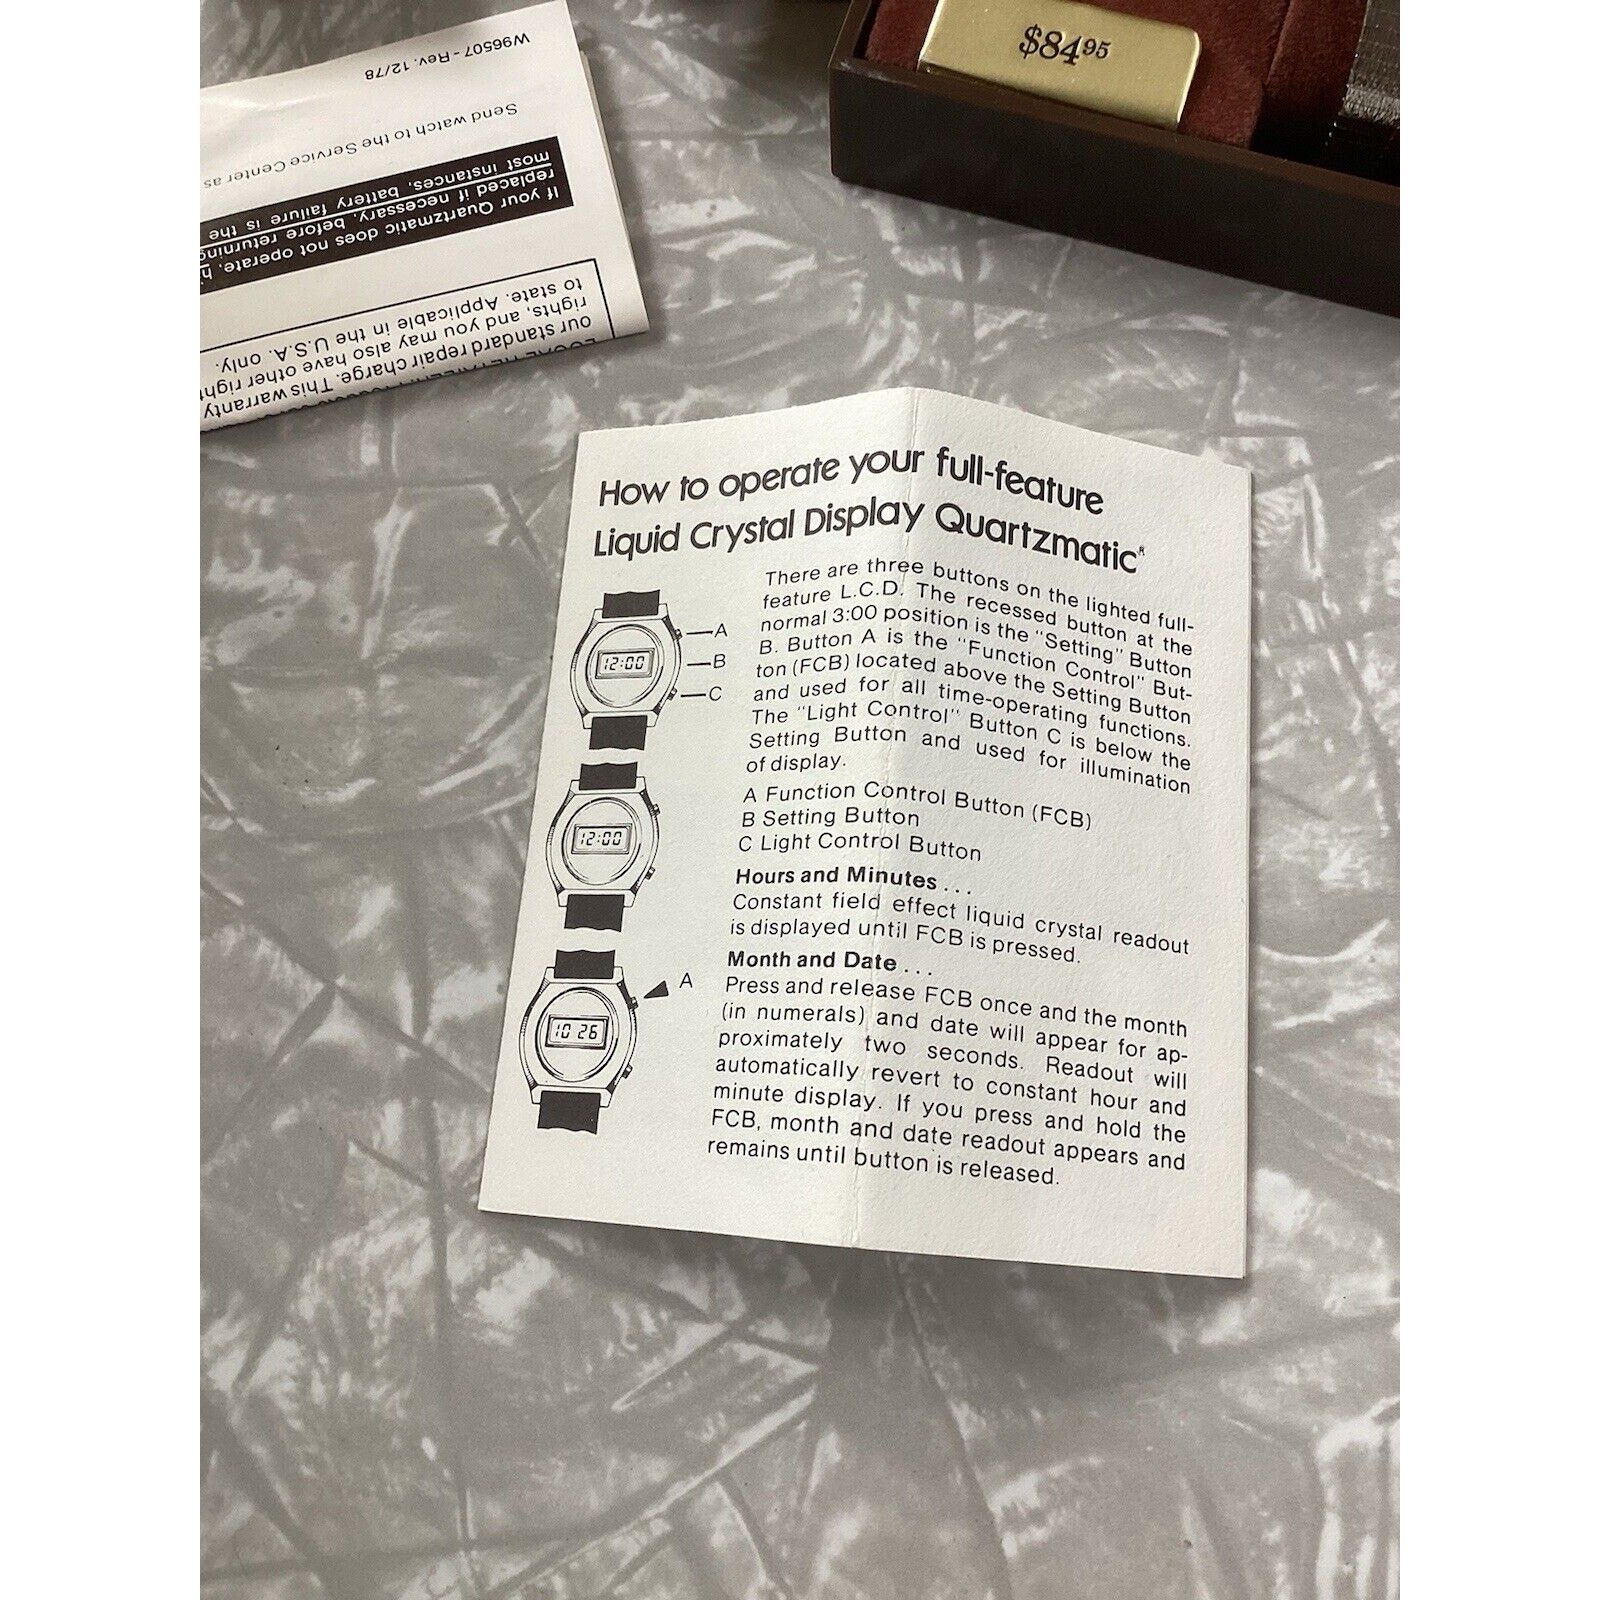 $84.95
W96507 - Rev. 12/78
Send watch to the Service Center as
If your Quartzmatic does not operate, h
replaced if necessary, before returning
most instances, battery failure is the
our standard repair charge. This warranty
rights, and you may also have other right
to state. Applicable in the U.S.A. only.
How to operate your full-feature
Liquid Crystal Display Quartzmatic®
There are three buttons on the lighted full-
feature L.C.D. The recessed button at the
normal 3:00 position is the "Setting" Button
B. Button A is the "Function Control" But-
ton (FCB) located above the Setting Button
and used for all time-operating functions.
The "Light Control" Button C is below the
Setting Button and used for illumination
of display.
A Function Control Button (FCB)
B Setting Button
C Light Control Button
Hours and Minutes...
Constant field effect liquid crystal readout
is displayed until FCB is pressed.
Month and Date...
Press and release FCB once and the month
(in numerals) and date will appear for ap-
proximately two seconds. Readout will
automatically revert to constant hour and
minute display. If you press and hold the
FCB, month and date readout appears and
remains until button is released.
12:00
A
B
C
12:00
10 26
A